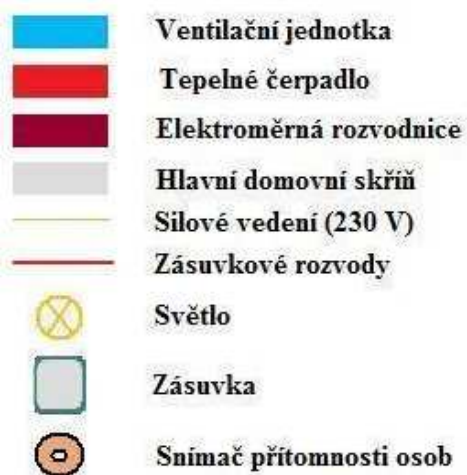 Ventilační jednotka
Tepelné čerpadlo
Elektroměrná rozvodnice
Hlavní domovní skříň
Silové vedení (230 V)
Zásuvkové rozvody
Světlo
Zásuvka
Snímač přítomnosti osob